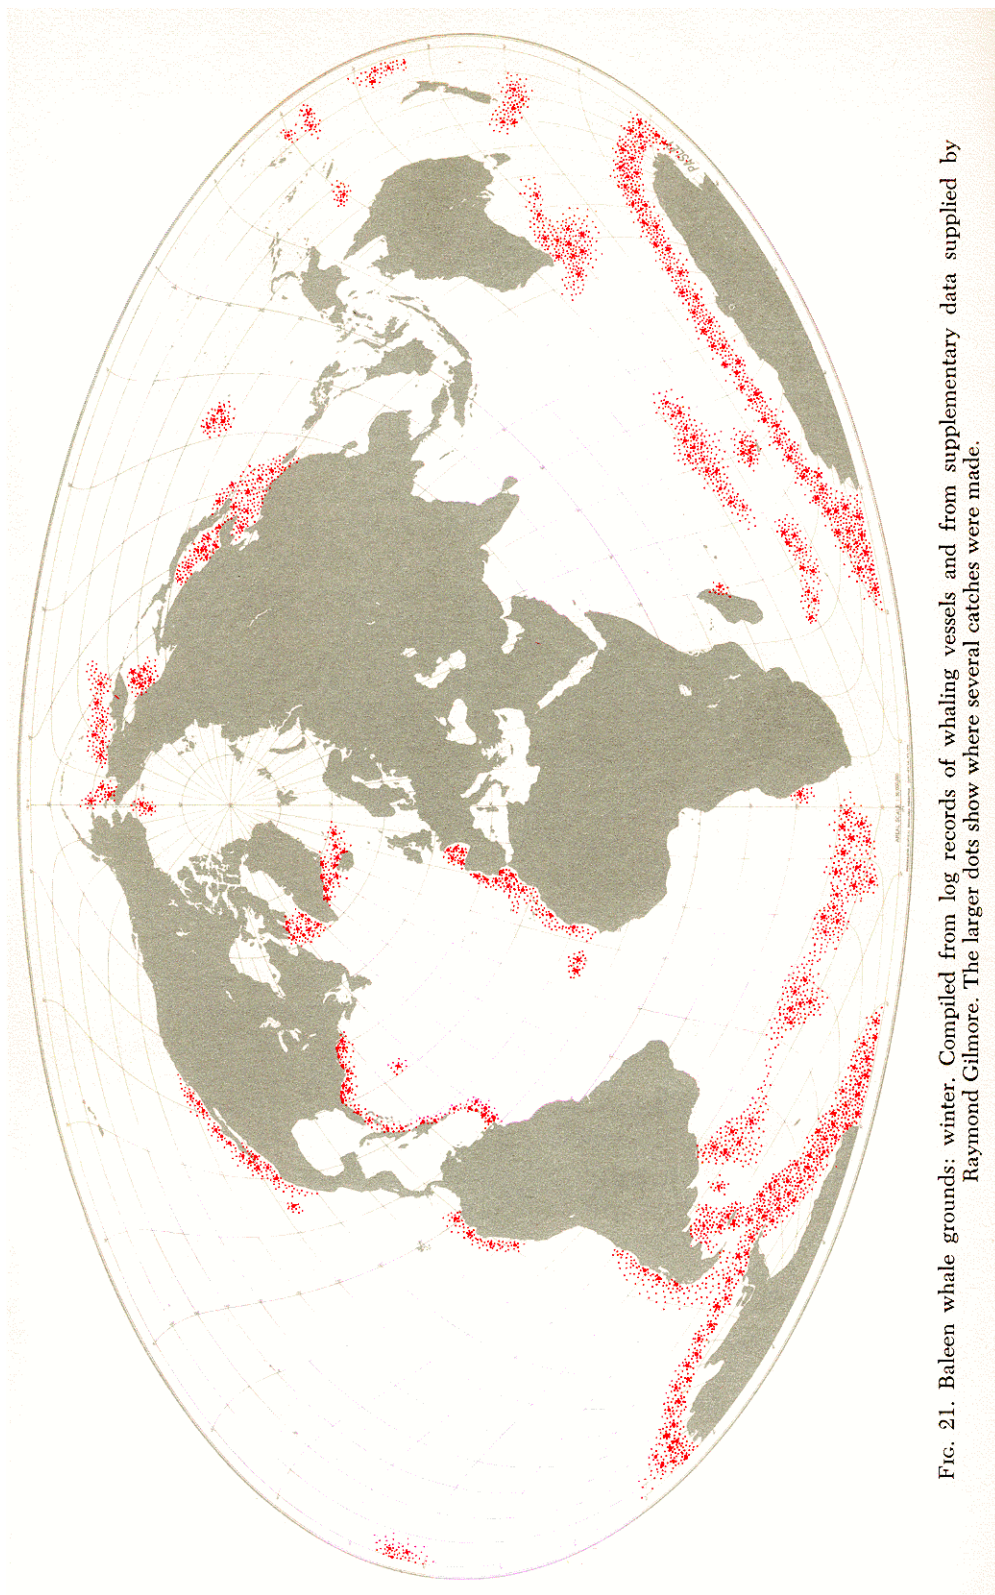 FIG. 21. Baleen whale grounds: winter. Compiled from log records of whaling vessels and from supplementary data supplied by
Raymond Gilmore. The larger dots show where several catches were made.